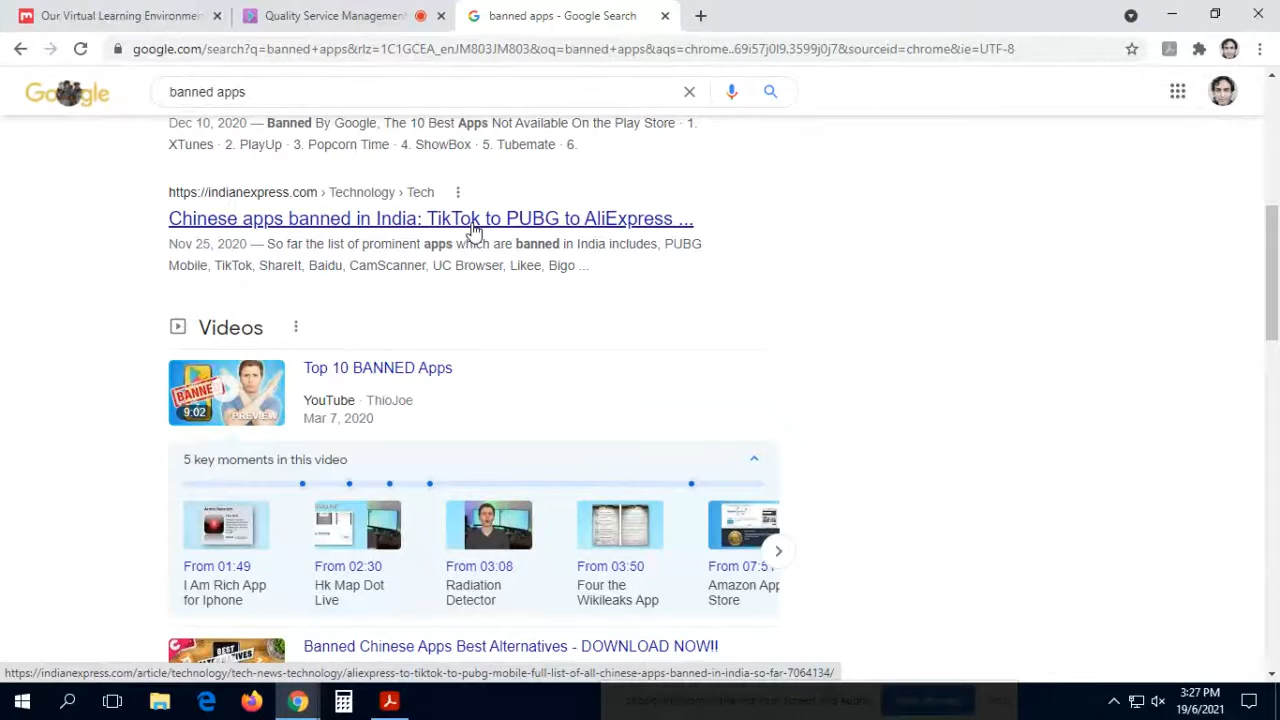 Our Virtual Learning Environmen
Quality Service Management
banned apps - Google Search
google.com/search?q=banned+apps&rlz=1C1GCEA_enJM803JM803&oq=banned+apps&aqs=chrome..69i57j0l9.3599j0j7&sourceid=chrome&ie=UTF-8
banned apps
Dec 10, 2020 — Banned By Google, The 10 Best Apps Not Available On the Play Store · 1.
XTunes · 2. PlayUp · 3. Popcorn Time · 4. ShowBox · 5. Tubemate · 6.
https://indianexpress.com › Technology › Tech
Chinese apps banned in India: TikTok to PUBG to AliExpress ...
Nov 25, 2020 — So far the list of prominent apps which are banned in India includes, PUBG
Mobile, TikTok, ShareIt, Baidu, CamScanner, UC Browser, Likee, Bigo ...
Videos
Top 10 BANNED Apps
YouTube · ThioJoe
Mar 7, 2020
BANNE
9:02
PREVIEW
5 key moments in this video
From 01:49
I Am Rich App
for Iphone
From 02:30
Hk Map Dot
Live
From 03:08
Radiation
Detector
From 03:50
Four the
Wikileaks App
From 07:51
Amazon App
Store
Banned Chinese Apps Best Alternatives - DOWNLOAD NOW!!
https://indianexpress.com/article/technology/tech-news-technology/aliexpress-to-tiktok-to-pubg-mobile-full-list-of-all-chinese-apps-banned-in-india-so-far-7064134/
3:27 PM
19/6/2021